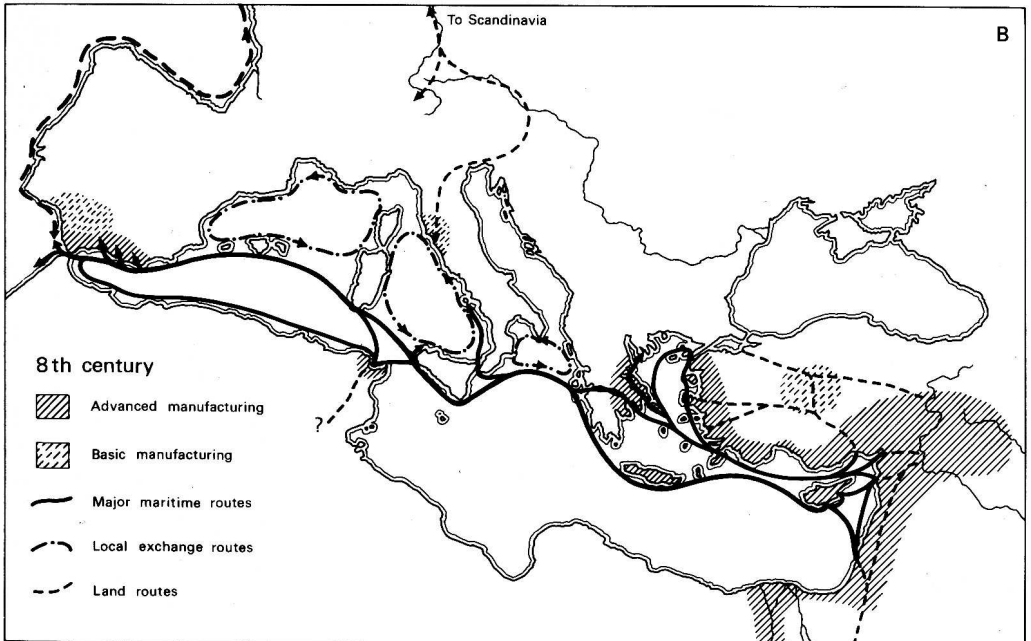 To Scandinavia
B
?
8th century
Advanced manufacturing
Basic manufacturing
Major maritime routes
Local exchange routes
Land routes